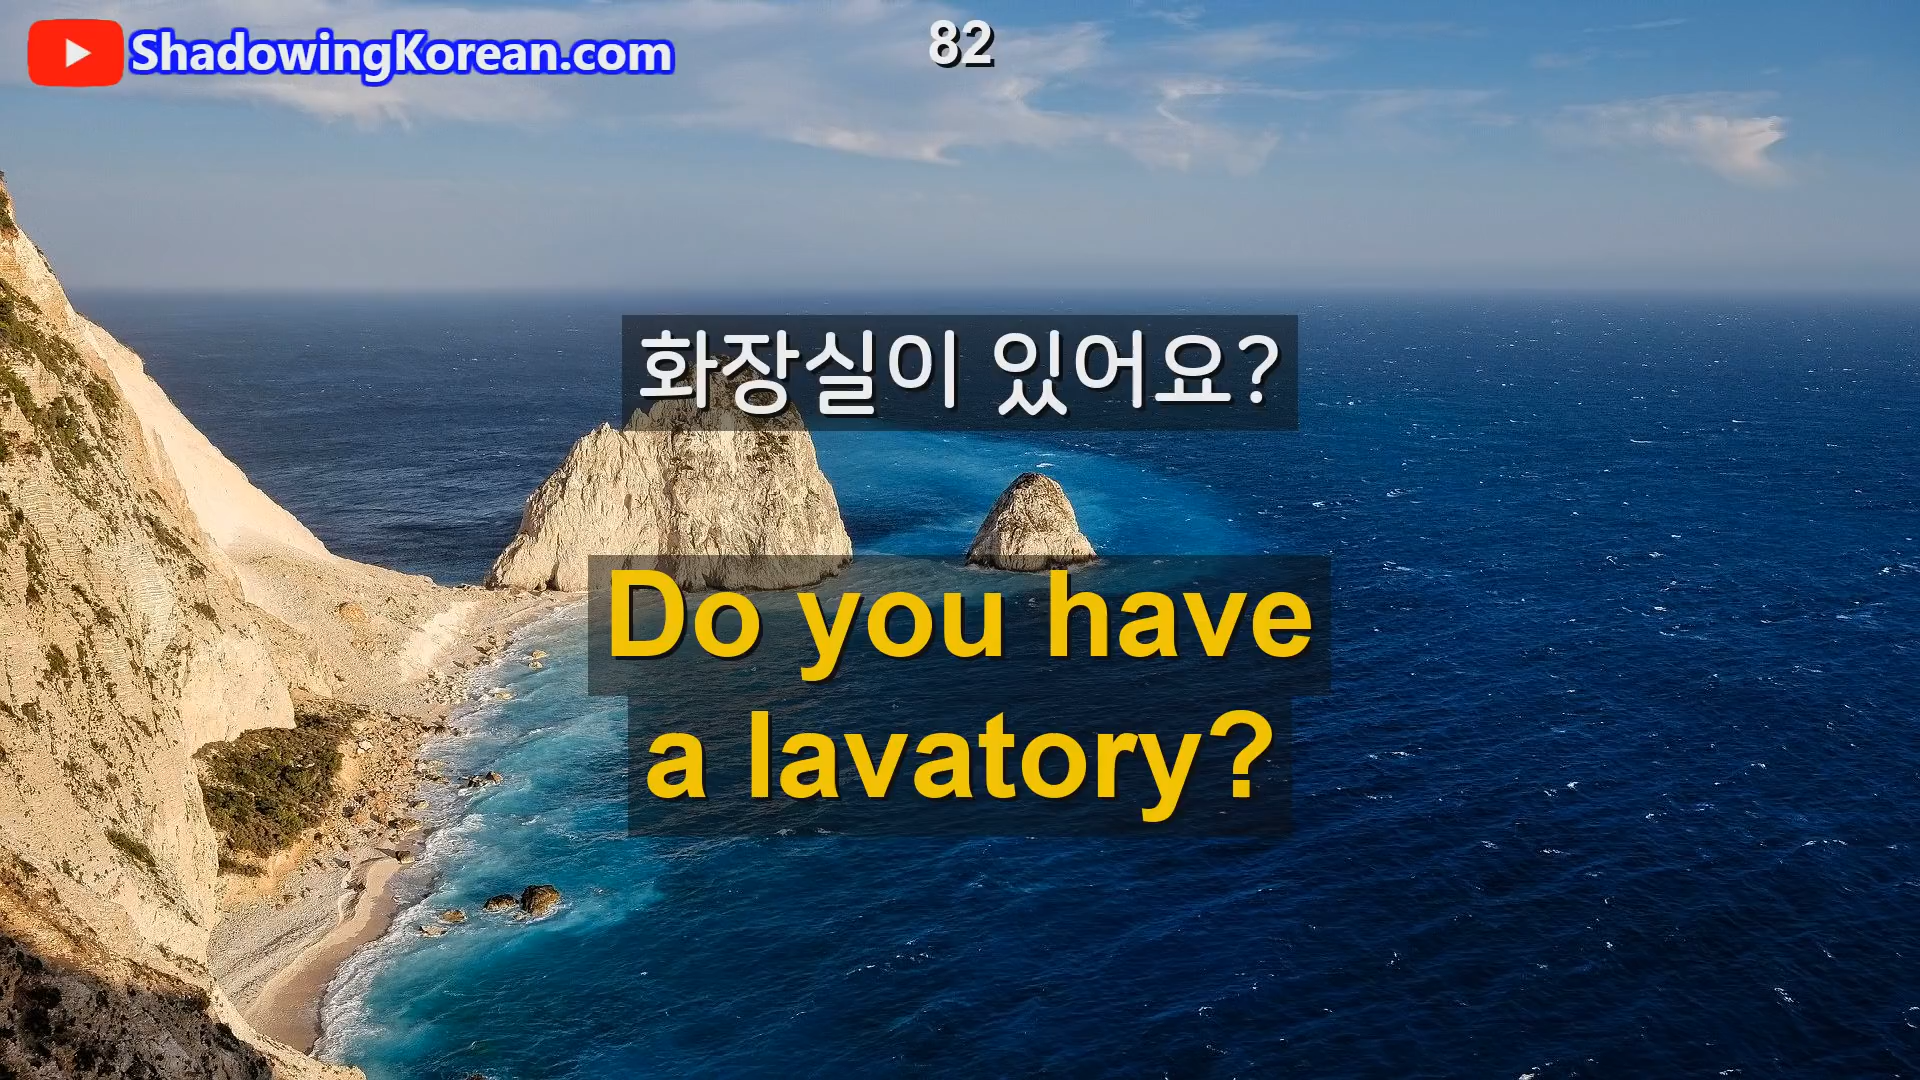 ShadowingKorean.com
82
화장실이 있어요?
Do you have
a lavatory?